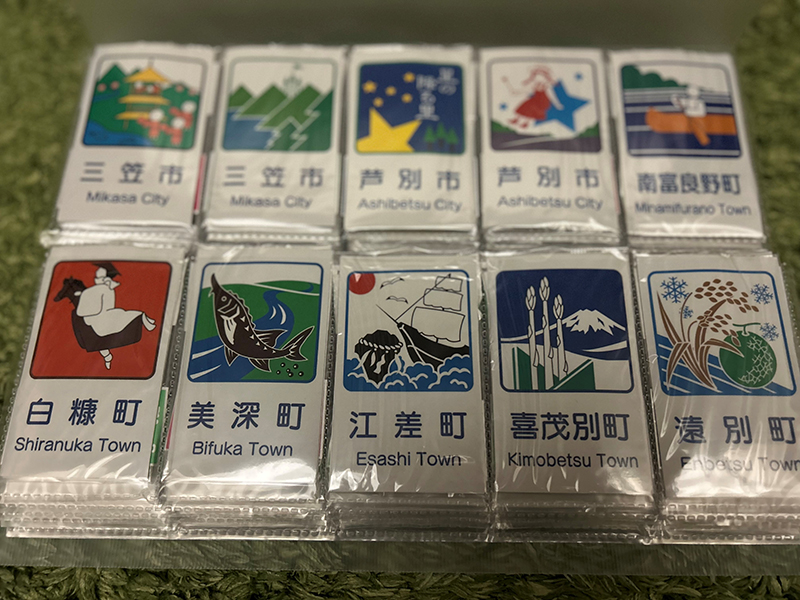 三笠市
Mikasa City
三笠市
Mikasa City
星の
降る里
芦別市
Ashibetsu City
芦別市
Ashibetsu City
南富良野町
Minamifurano Town
白糠町
Shiranuka Town
美深町
Bifuka Town
江差町
Esashi Town
喜茂別町
Kimobetsu Town
遠別町
Enbetsu Town